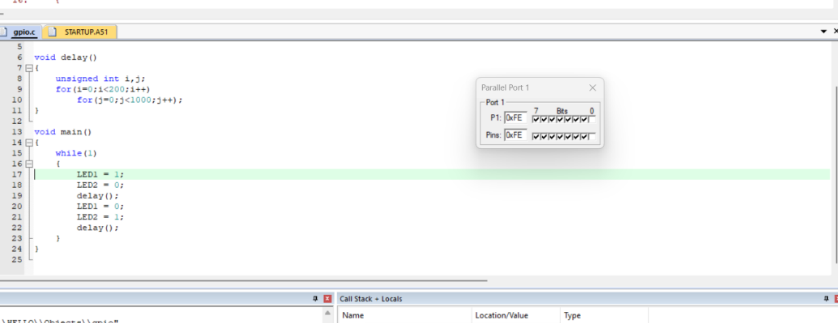 gpio.c STARTUP.A51
5
6 void delay()
7 {
8 unsigned int i,j;
9 for(i=0;i<200;i++)
10 for(j=0;j<1000;j++);
11 }
12
13 void main()
14 {
15 while(1)
16 {
17 LED1 = 1;
18 LED2 = 0;
19 delay();
20 LED1 = 0;
21 LED2 = 1;
22 delay();
23 }
24 }
25
Parallel Port 1
Port 1
7 Bits 0
P1: 0xFE
Pins: 0xFE
Call Stack + Locals
Name Location/Value Type
\HELLO\\Objects\\gpio"